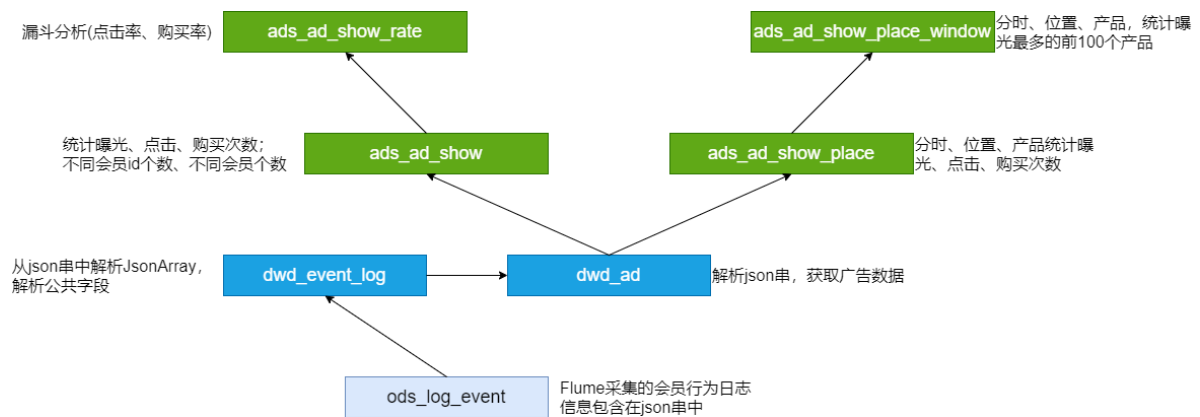 漏斗分析(点击率、购买率)
ads_ad_show_rate
ads_ad_show_place_window
分时、位置、产品，统计曝
光最多的前100个产品
统计曝光、点击、购买次数；
不同会员id个数、不同会员个数
ads_ad_show
ads_ad_show_place
分时、位置、产品统计曝
光、点击、购买次数
从json串中解析JsonArray，
解析公共字段
dwd_event_log
dwd_ad
解析json串，获取广告数据
ods_log_event
Flume采集的会员行为日志
信息包含在json串中